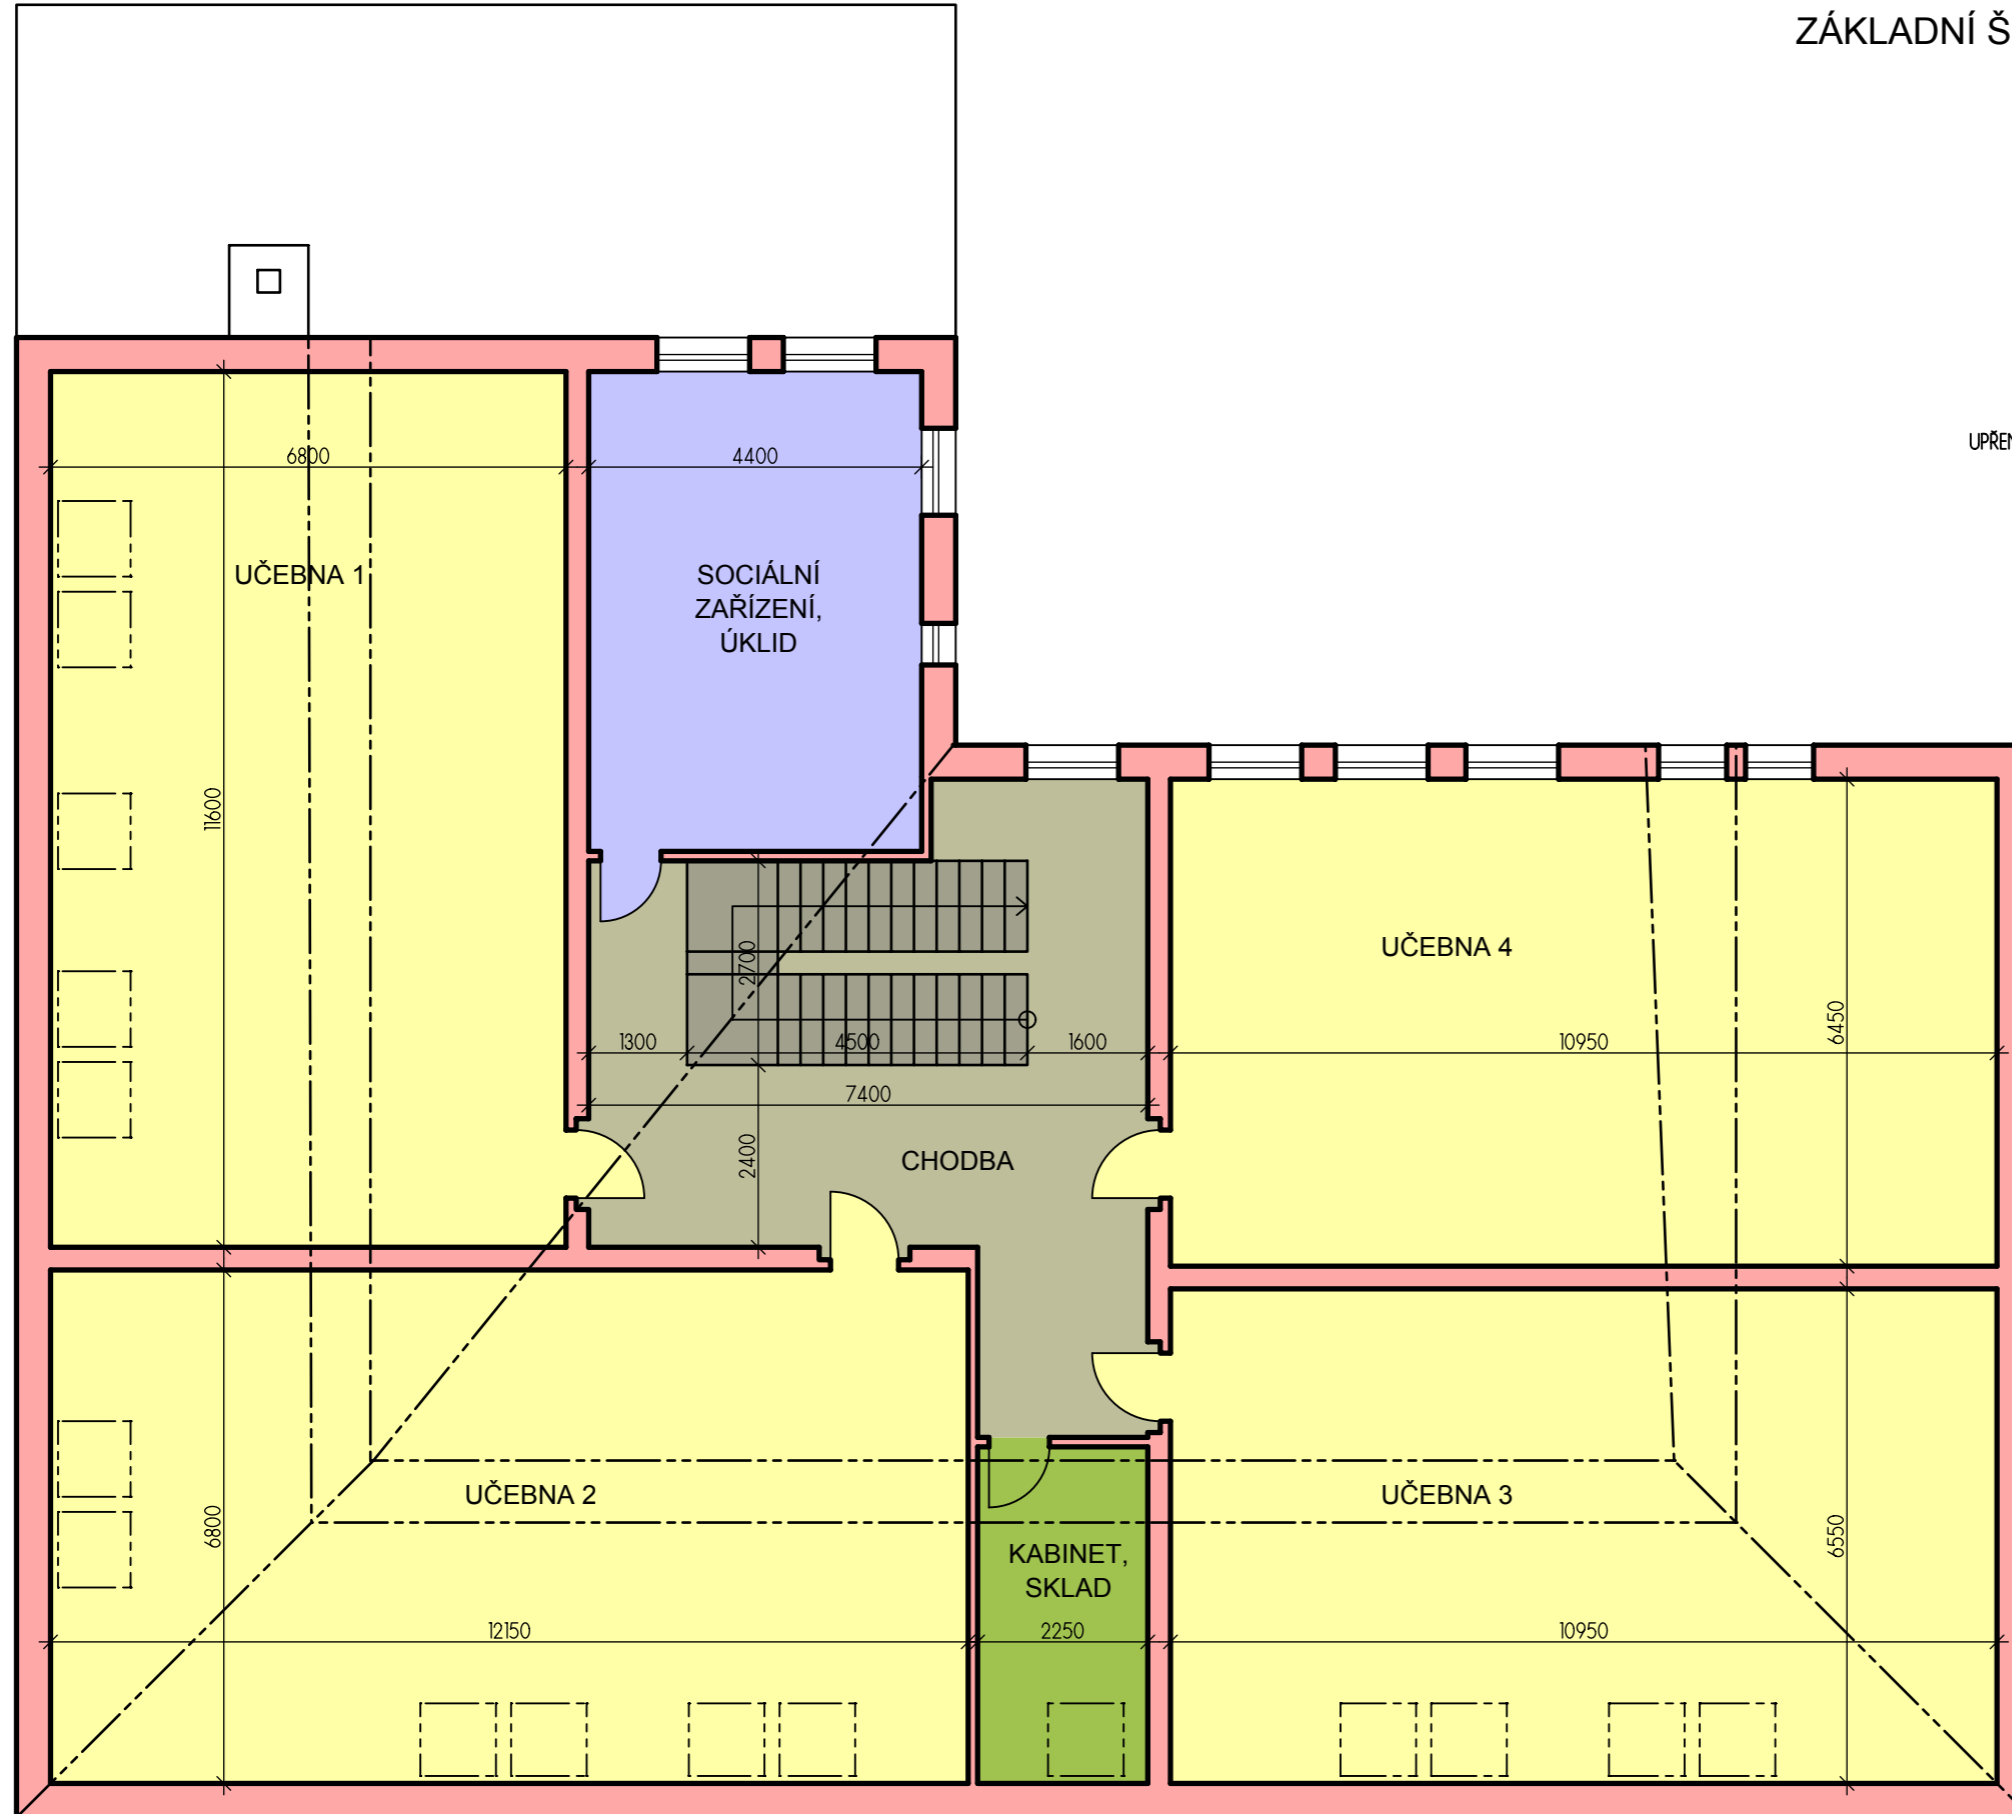 ZÁKLADNÍ Š
UPŘEN
6800
4400
UČEBNA 1
SOCIÁLNÍ
ZAŘÍZENÍ,
ÚKLID
11600
2700
UČEBNA 4
6450
1300
4500
1600
10950
7400
2400
CHODBA
UČEBNA 2
UČEBNA 3
6800
KABINET,
SKLAD
6550
12150
2250
10950